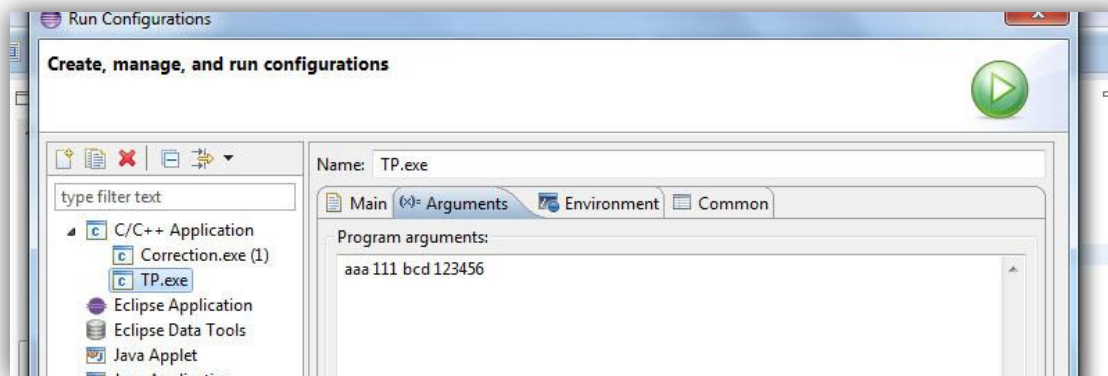 Run Configurations
Create, manage, and run configurations
Name: TP.exe
type filter text
Main (x)= Arguments Environment Common
C/C++ Application
Program arguments:
c Correction.exe (1)
aaa 111 bcd 123456
c TP.exe
Eclipse Application
Eclipse Data Tools
Java Applet